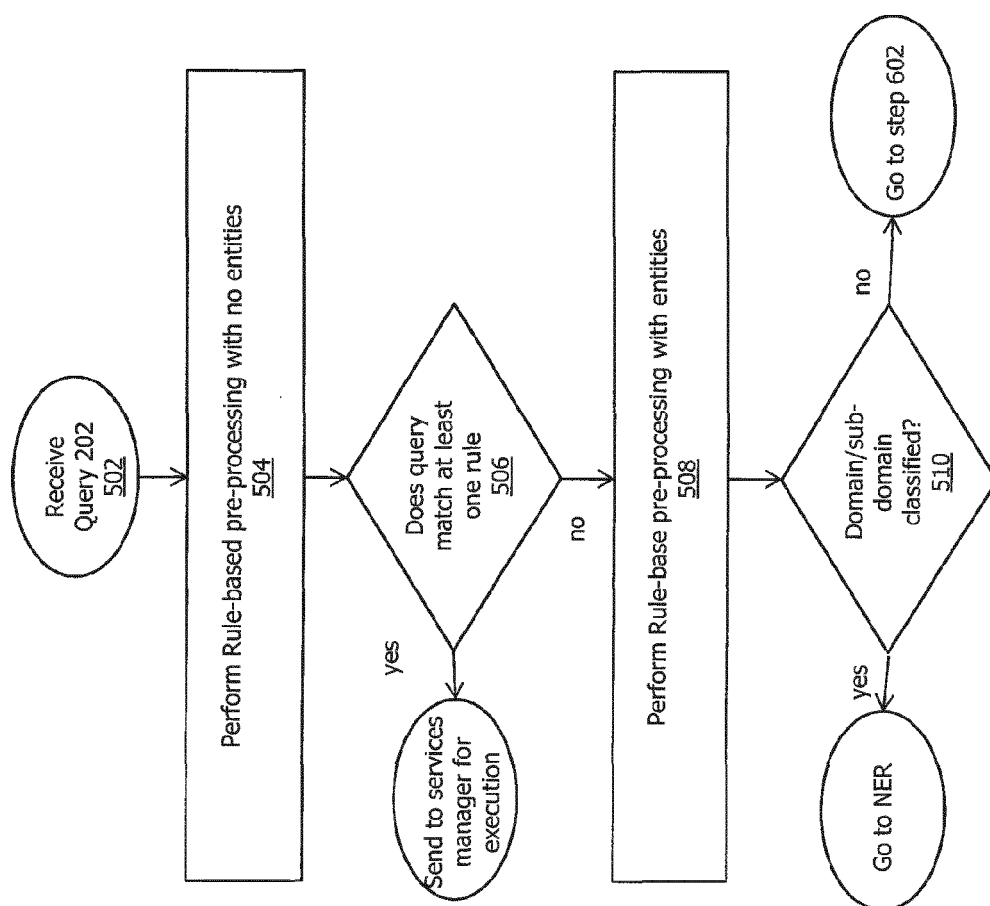 Receive
Query 202
502
Perform Rule-based pre-processing with no entities
504
Does query
match at least
one rule
506
yes
Send to services
manager for
execution
no
Perform Rule-base pre-processing with entities
508
Domain/sub-
domain
classified?
510
yes
Go to NER
no
Go to step 602